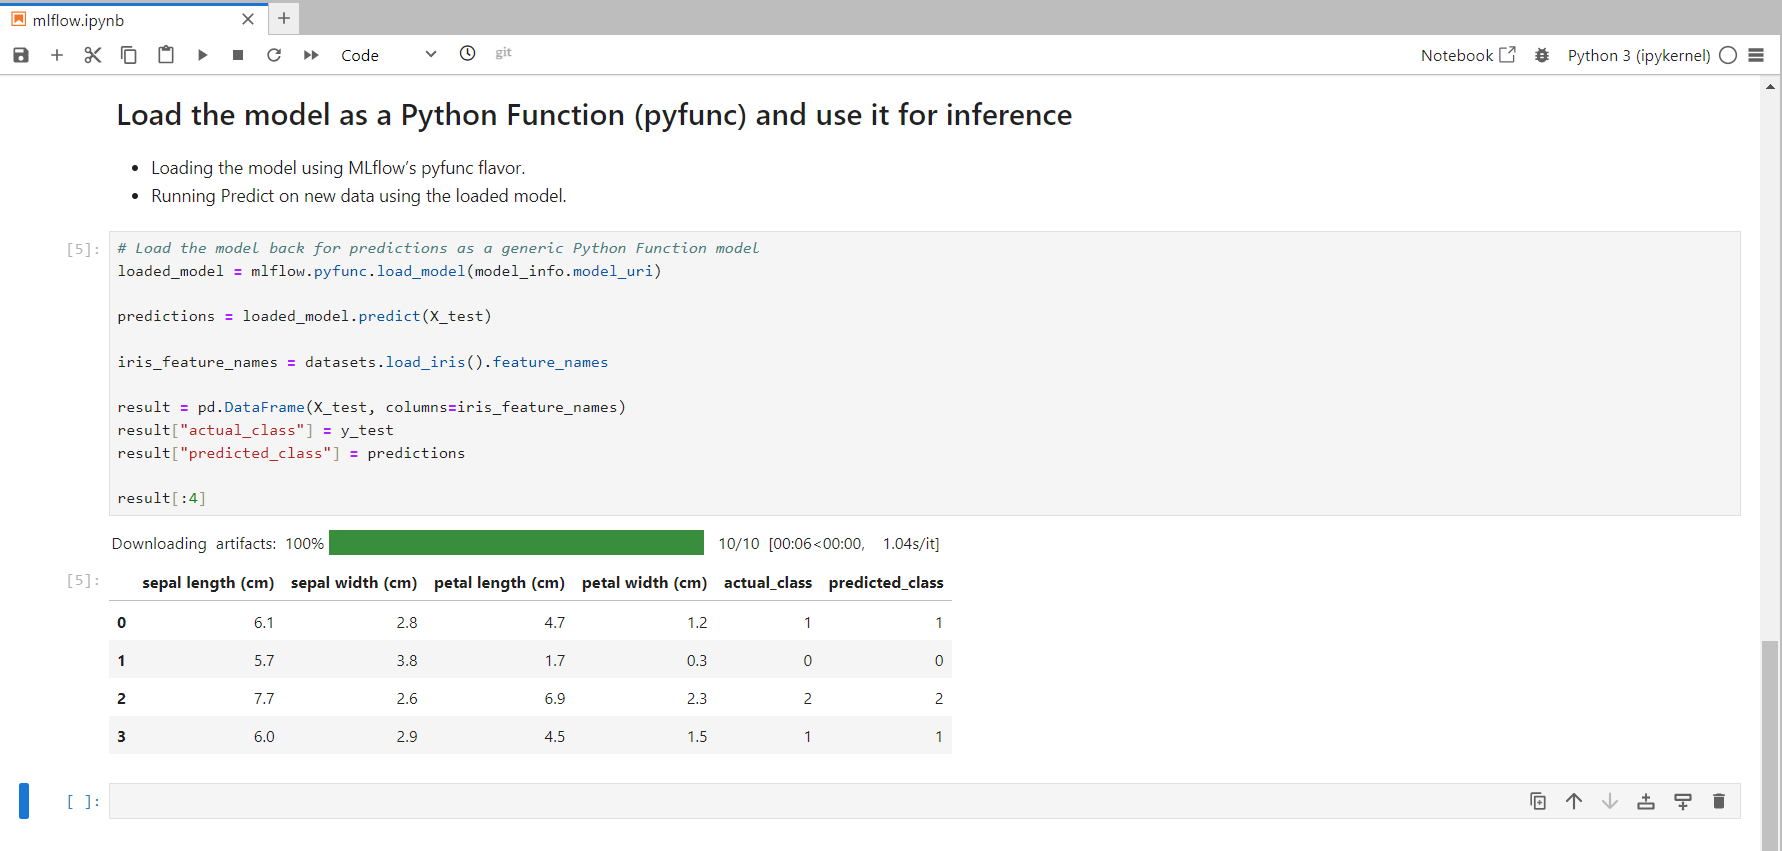 mlflow.ipynb
Code
git
Notebook
Python 3 (ipykernel)
Load the model as a Python Function (pyfunc) and use it for inference
• Loading the model using MLflow’s pyfunc flavor.
• Running Predict on new data using the loaded model.
[5]:
# Load the model back for predictions as a generic Python Function model
loaded_model = mlflow.pyfunc.load_model(model_info.model_uri)
predictions = loaded_model.predict(X_test)
iris_feature_names = datasets.load_iris().feature_names
result = pd.DataFrame(X_test, columns=iris_feature_names)
result["actual_class"] = y_test
result["predicted_class"] = predictions
result[:4]
Downloading artifacts: 100% 10/10 [00:06<00:00, 1.04s/it]
[5]:
sepal length (cm) sepal width (cm) petal length (cm) petal width (cm) actual_class predicted_class
0 6.1 2.8 4.7 1.2 1 1
1 5.7 3.8 1.7 0.3 0 0
2 7.7 2.6 6.9 2.3 2 2
3 6.0 2.9 4.5 1.5 1 1
[ ]: